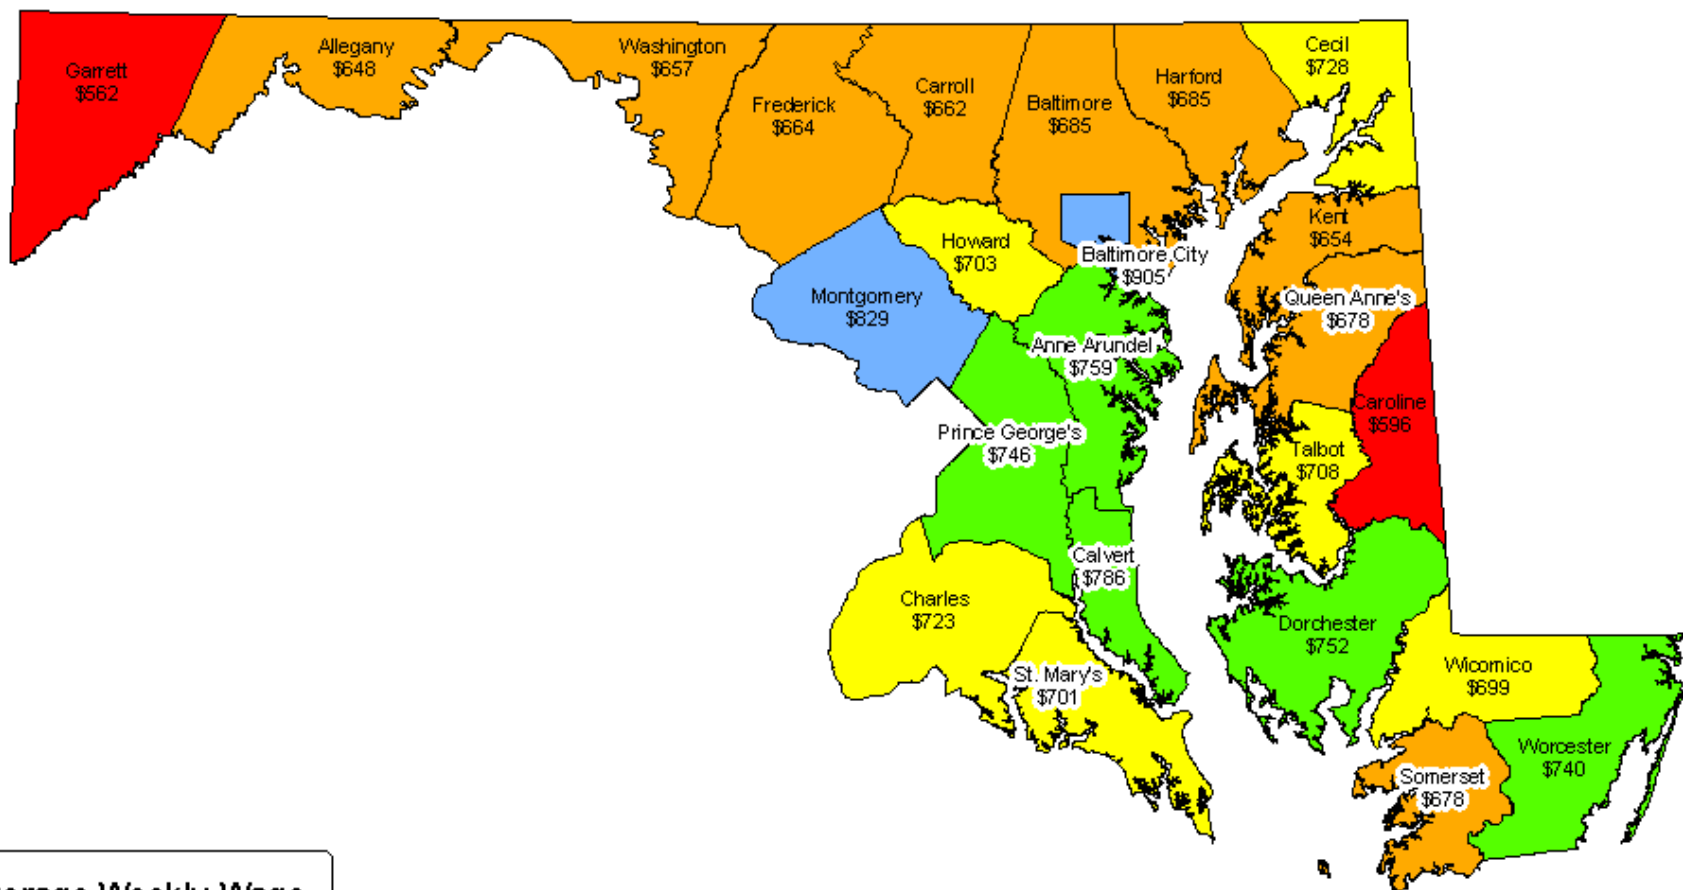 Garrett
$562
Allegany
$648
Washington
$657
Frederick
$664
Carroll
$662
Baltimore
$685
Harford
$685
Cecil
$728
Kent
$654
Howard
$703
Baltimore City
$905
Montgomery
$829
Queen Anne's
$678
Anne Arundel
$759
Caroline
$596
Prince George's
$746
Talbot
$708
Calvert
$786
Charles
$723
Dorchester
$752
St. Mary's
$701
Wicomico
$699
Worcester
$740
Somerset
$678
Weekly Wage